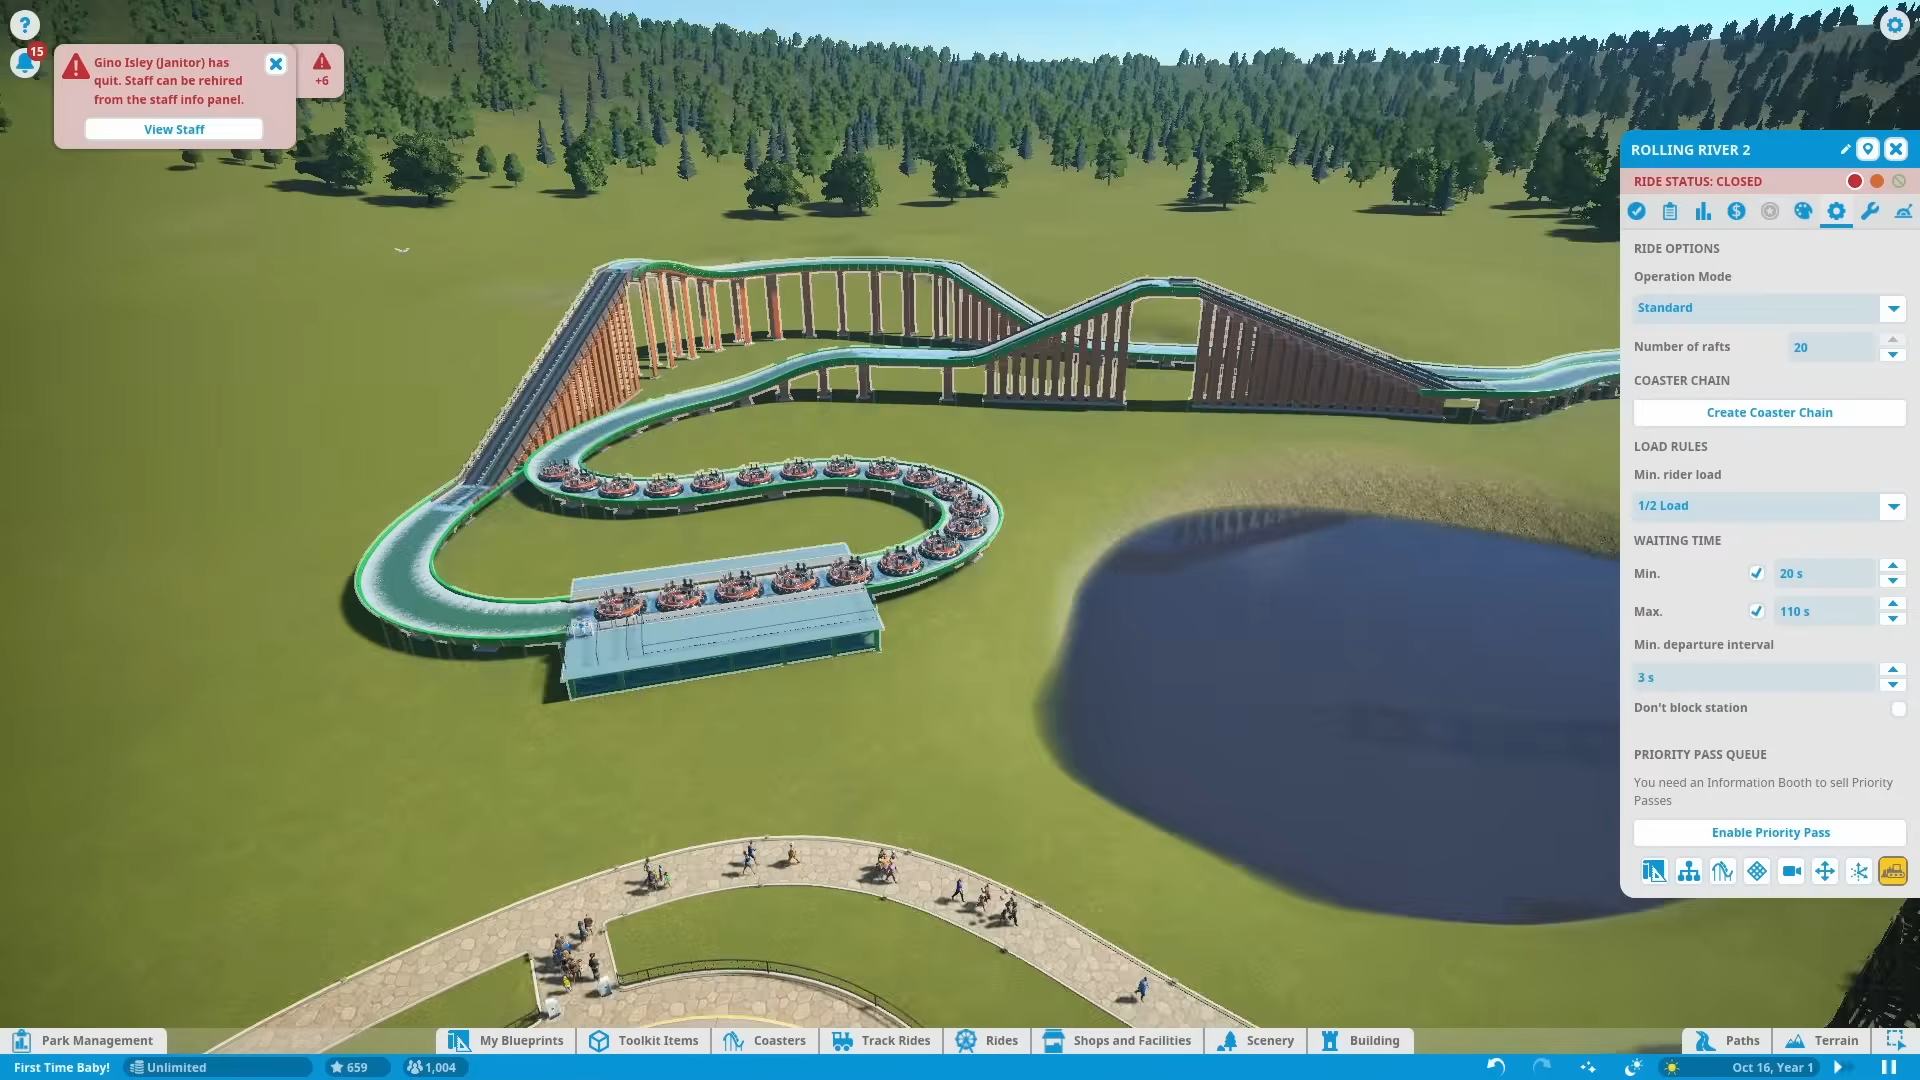 ?
15
Gino Isley (Janitor) has
quit. Staff can be rehired
from the staff info panel.
View Staff
+6
ROLLING RIVER 2
RIDE STATUS: CLOSED
RIDE OPTIONS
Operation Mode
Standard
Number of rafts 20
COASTER CHAIN
Create Coaster Chain
LOAD RULES
Min. rider load
1/2 Load
WAITING TIME
Min. 20 s
Max. 110 s
Min. departure interval
3 s
Don't block station
PRIORITY PASS QUEUE
You need an Information Booth to sell Priority
Passes
Enable Priority Pass
Park Management My Blueprints Toolkit Items Coasters Track Rides Rides Shops and Facilities Scenery Building Paths Terrain
First Time Baby! Unlimited 659 1,004 Oct 16, Year 1